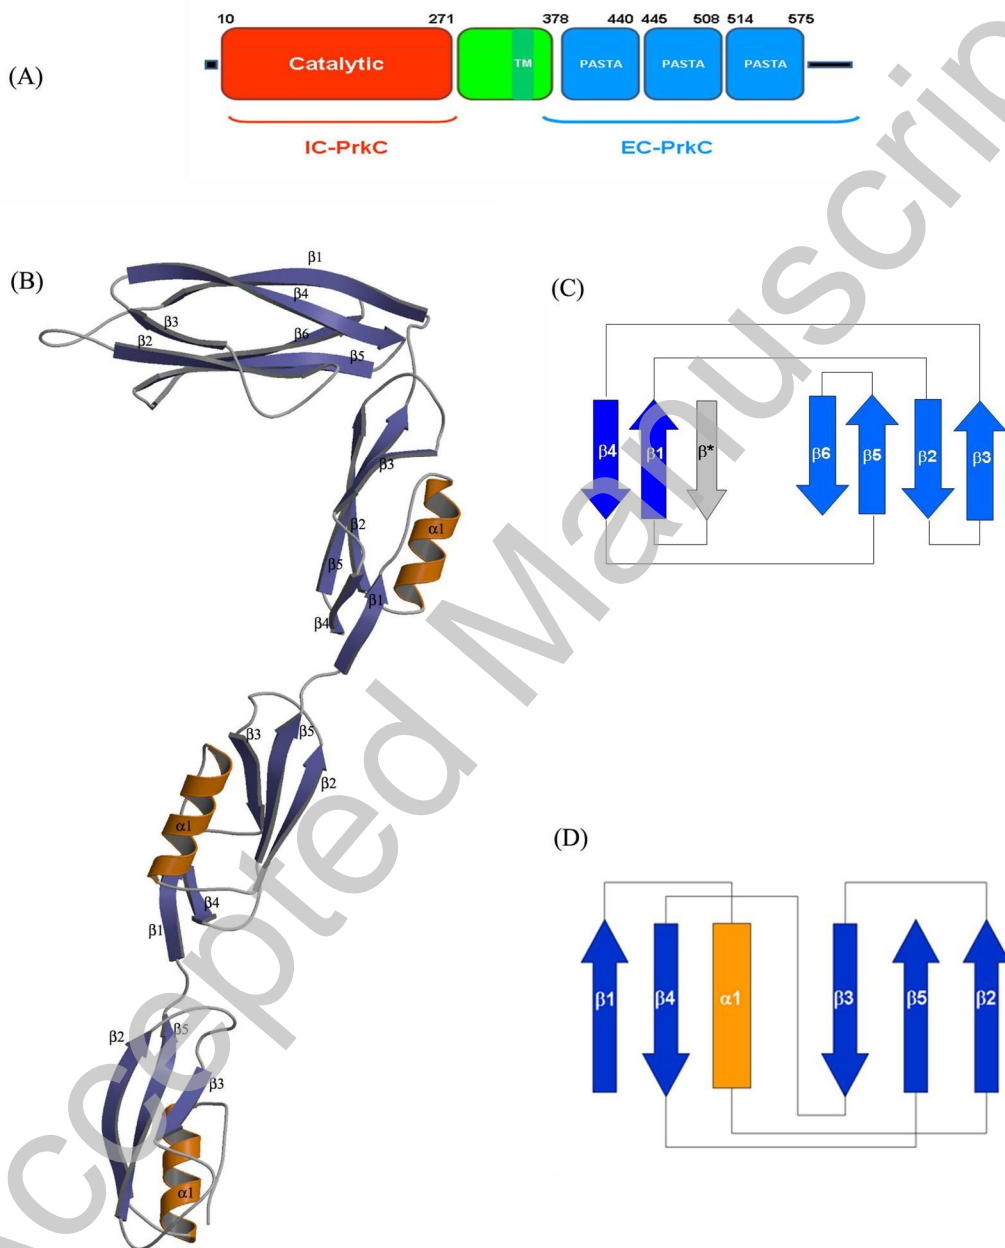 10 271 378 440 445 508 514 575
(A)
Catalytic TM PASTA PASTA PASTA
IC-PrkC EC-PrkC
(B)
β1
β4
β3
β6
β2
β5
β3
α1
β2
β5
β1
β4
β3
β5
β2
α1
β4
β1
β2
β5
β3
α1
(C)
β4 β1 β* β6 β5 β2 β3
(D)
β1 β4 α1 β3 β5 β2
Accepted Manuscrip